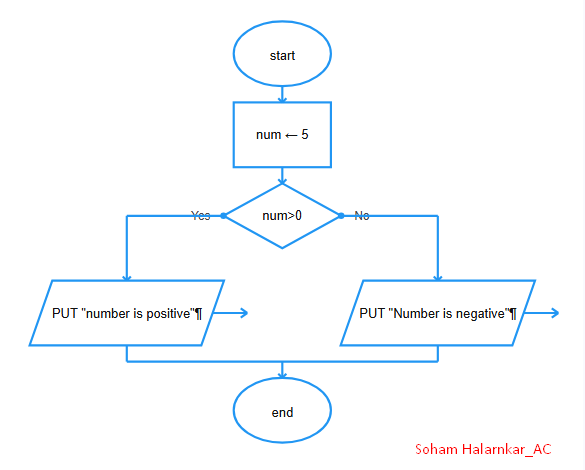 start
num ← 5
num>0
Yes
No
PUT "number is positive"¶
PUT "Number is negative"¶
end
Soham Halarnkar_AC